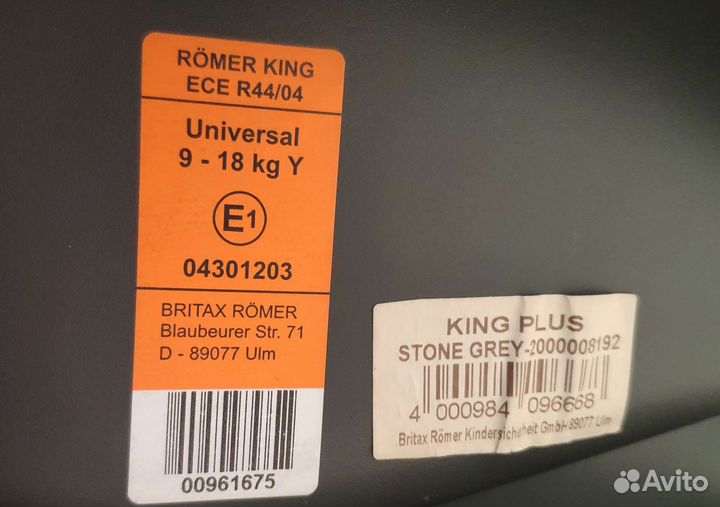 RÖMER KING
ECE R44/04
Universal
9 - 18 kg Y
E1
04301203
BRITAX RÖMER
Blaubeurer Str. 71
D - 89077 Ulm
00961675
KING PLUS
STONE GREY-2000008192
4 000984 096668
Britax Römer Kindersicherheit GmbH 89077 Ulm
Avito